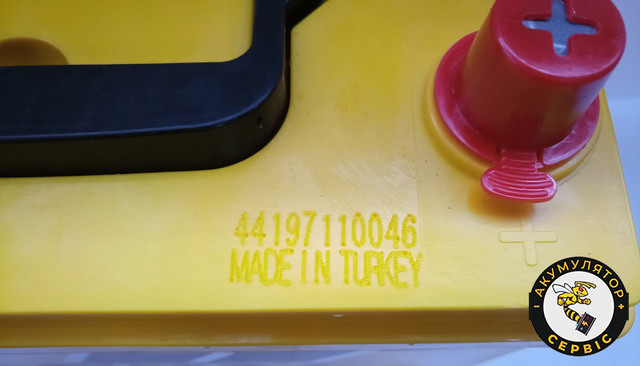 44197110046
MADE IN TURKEY
АКУМУЛЯТОР
СЕРВІС